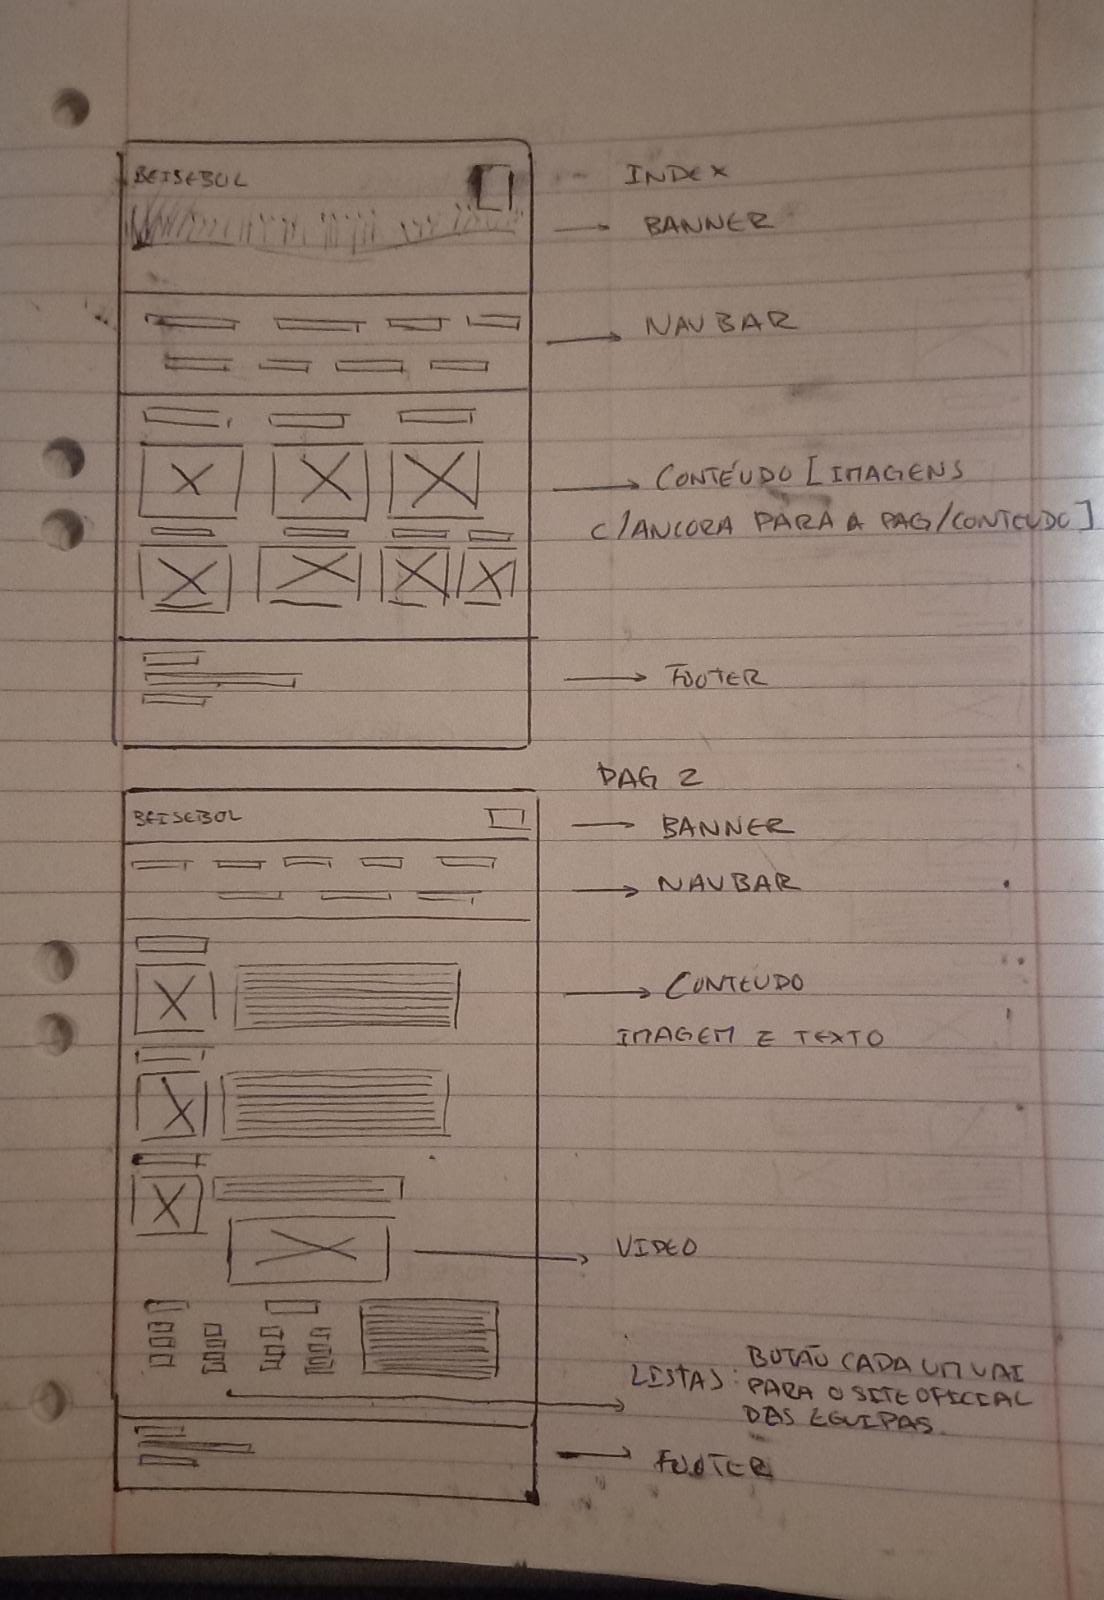 BEISEBOL
INDEX
BANNER
NAVBAR
CONTEÚDO [IMAGENS
C/ANCORA PARA A PAG/CONTEUDO]
FOOTER
PAG 2
BEISEBOL
BANNER
NAVBAR
CONTEUDO
IMAGEM E TEXTO
VIDEO
LISTAS: BOTÃO CADA UM VAI
PARA O SITE OFICIAL
DAS EQUIPAS.
FOOTER